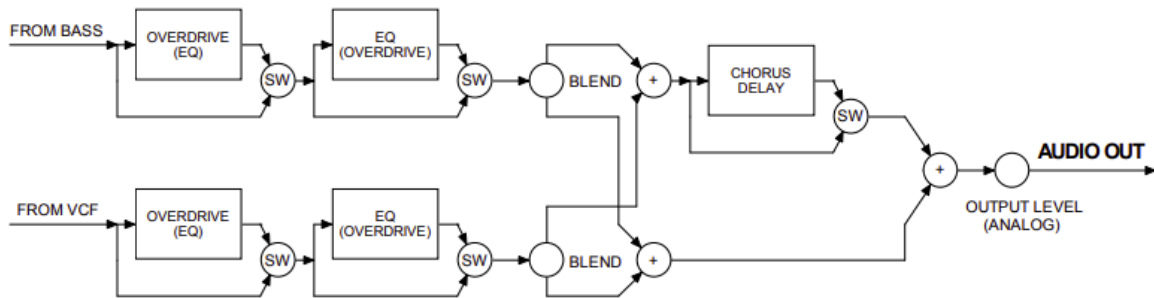 FROM BASS
OVERDRIVE
(EQ)
SW
EQ
(OVERDRIVE)
SW
BLEND
+
CHORUS
DELAY
SW
+
AUDIO OUT
OUTPUT LEVEL
(ANALOG)
FROM VCF
OVERDRIVE
(EQ)
SW
EQ
(OVERDRIVE)
SW
BLEND
+